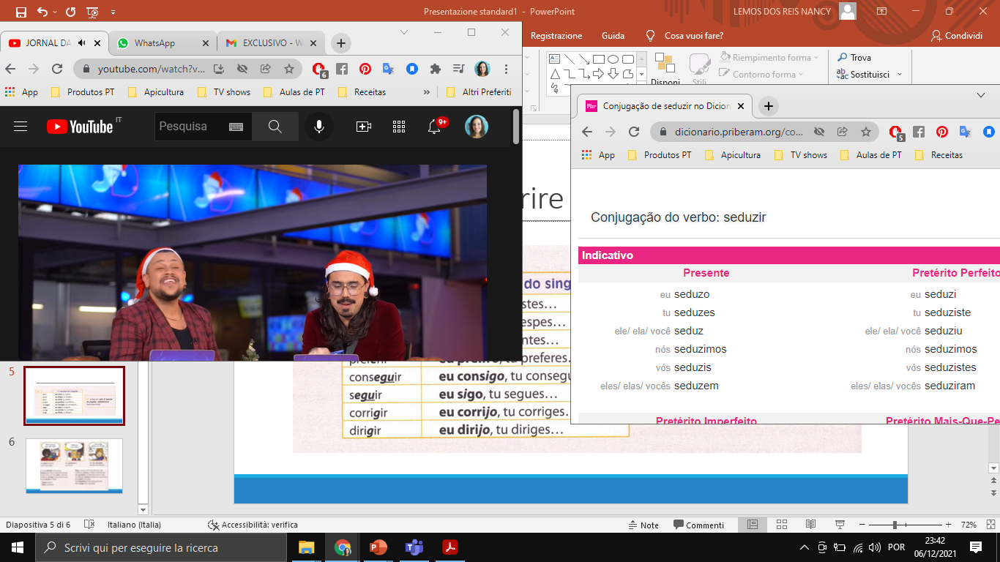 Presentazione standard1 - PowerPoint
LEMOS DOS REIS NANCY
Registrazione
Guida
Cosa vuoi fare?
Condividi
Riempimento forma
Contorno forma
Disponi
Stili
Trova
Sostituisci
JORNAL DA
WhatsApp
EXCLUSIVO - W
youtube.com/watch?v...
6
App
Produtos PT
Apicultura
TV shows
Aulas de PT
Receitas
»
Altri Preferiti
YouTube IT
Pesquisa
9+
Conjugação de seduzir no Dicion
dicionario.priberam.org/co...
5
App
Produtos PT
Apicultura
TV shows
Aulas de PT
Receitas
Conjugação do verbo: seduzir
Indicativo
Presente
eu seduzo
tu seduzes
ele/ ela/ você seduz
nós seduzimos
vós seduzis
eles/ elas/ vocês seduzem
Pretérito Perfeito
eu seduzi
tu seduziste
ele/ ela/ você seduziu
nós seduzimos
vós seduzistes
eles/ elas/ vocês seduziram
Pretérito Imperfeito
Pretérito Mais-Que-Pe
rire
do sing
stes...
espes...
ntes...
preferir eu prefiro, tu preferes.
conseguir eu consigo, tu consegu
seguir eu sigo, tu segues...
corrigir eu corrijo, tu corriges...
dirigir eu dirijo, tu diriges...
5
6
Diapositiva 5 di 6
Italiano (Italia)
Accessibilità: verifica
Note
Commenti
72%
Scrivi qui per eseguire la ricerca
POR
23:42
06/12/2021